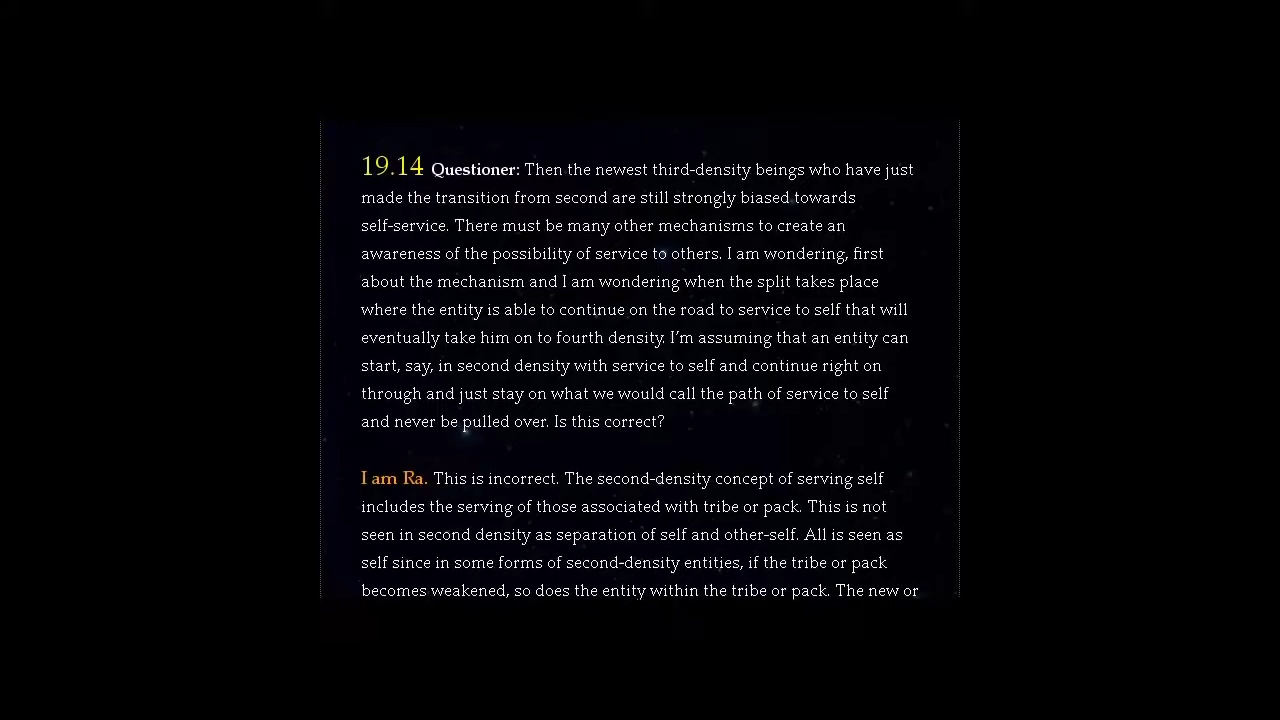 19.14 Questioner: Then the newest third-density beings who have just
made the transition from second are still strongly biased towards
self-service. There must be many other mechanisms to create an
awareness of the possibility of service to others. I am wondering, first
about the mechanism and I am wondering when the split takes place
where the entity is able to continue on the road to service to self that will
eventually take him on to fourth density. I’m assuming that an entity can
start, say, in second density with service to self and continue right on
through and just stay on what we would call the path of service to self
and never be pulled over. Is this correct?
I am Ra. This is incorrect. The second-density concept of serving self
includes the serving of those associated with tribe or pack. This is not
seen in second density as separation of self and other-self. All is seen as
self since in some forms of second-density entities, if the tribe or pack
becomes weakened, so does the entity within the tribe or pack. The new or